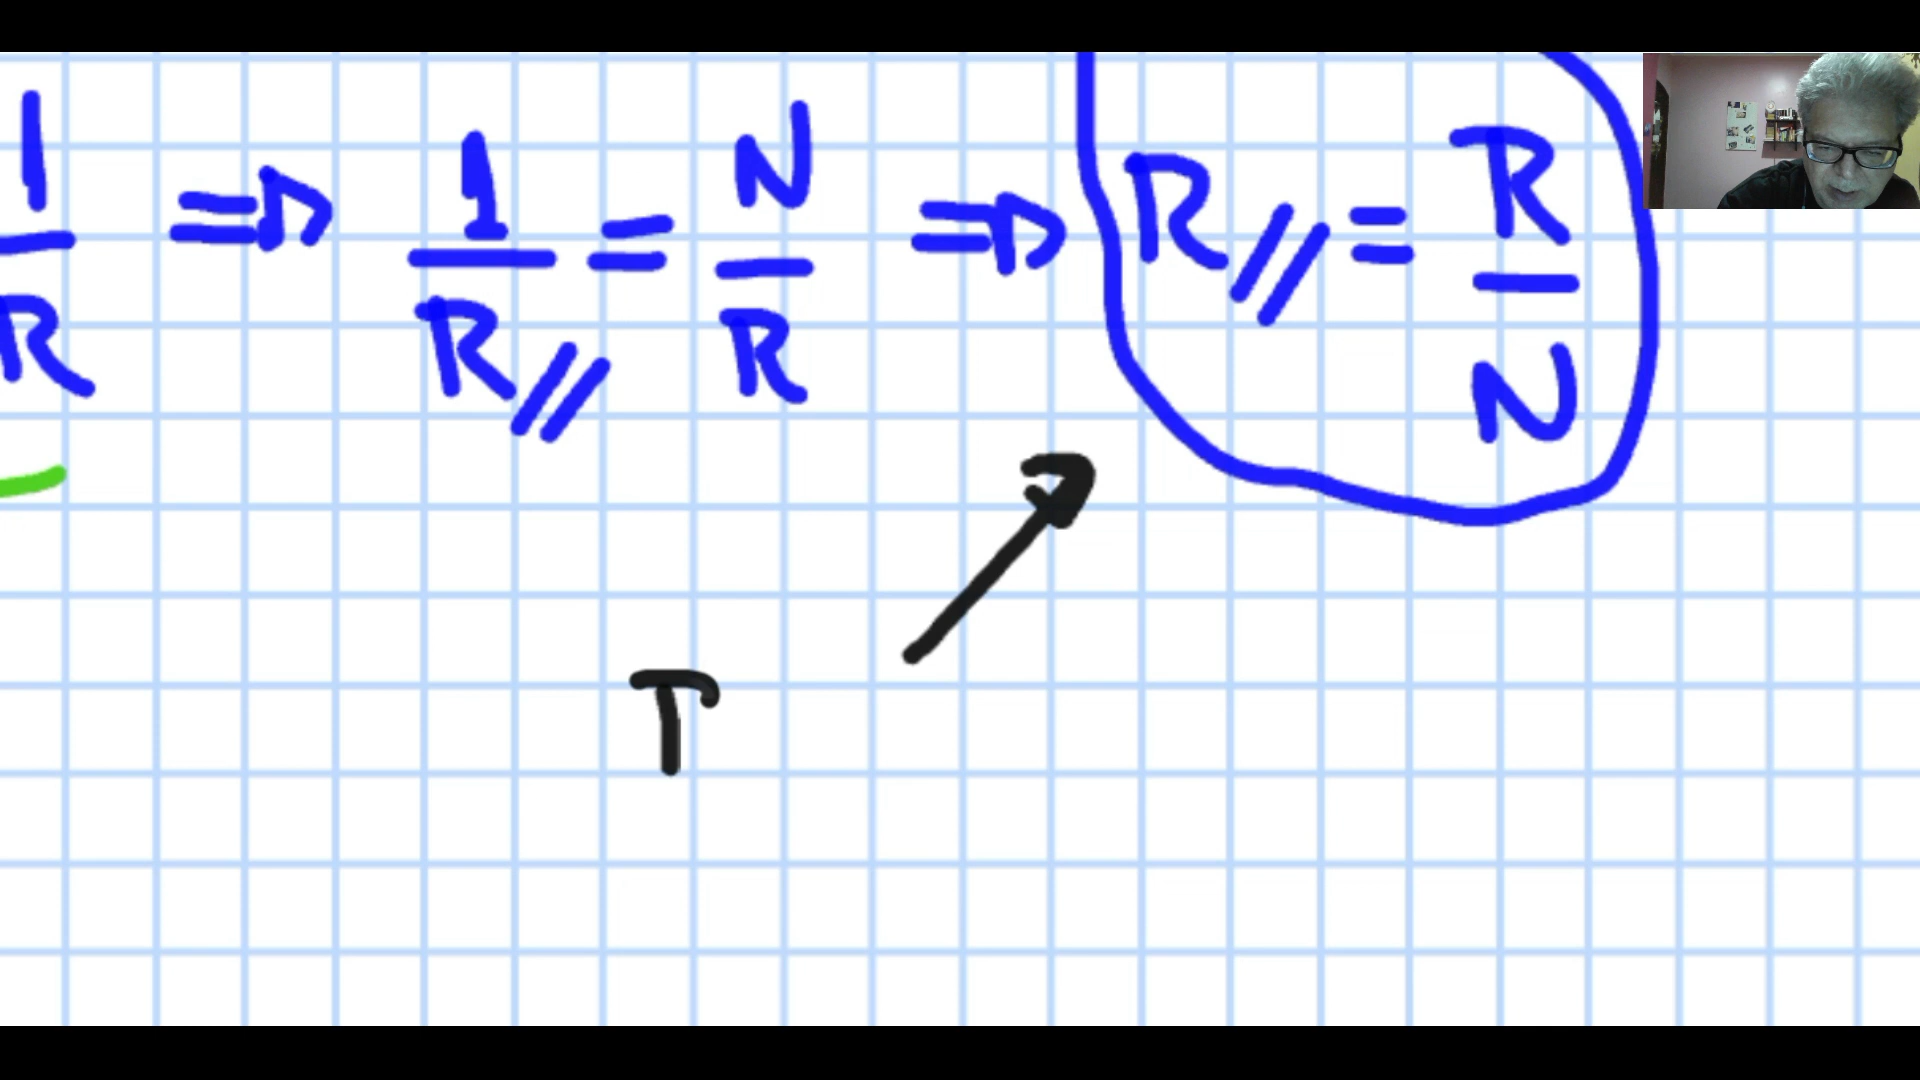 1/R ⇒ 1/R// = N/R ⇒ R// = R/N
T